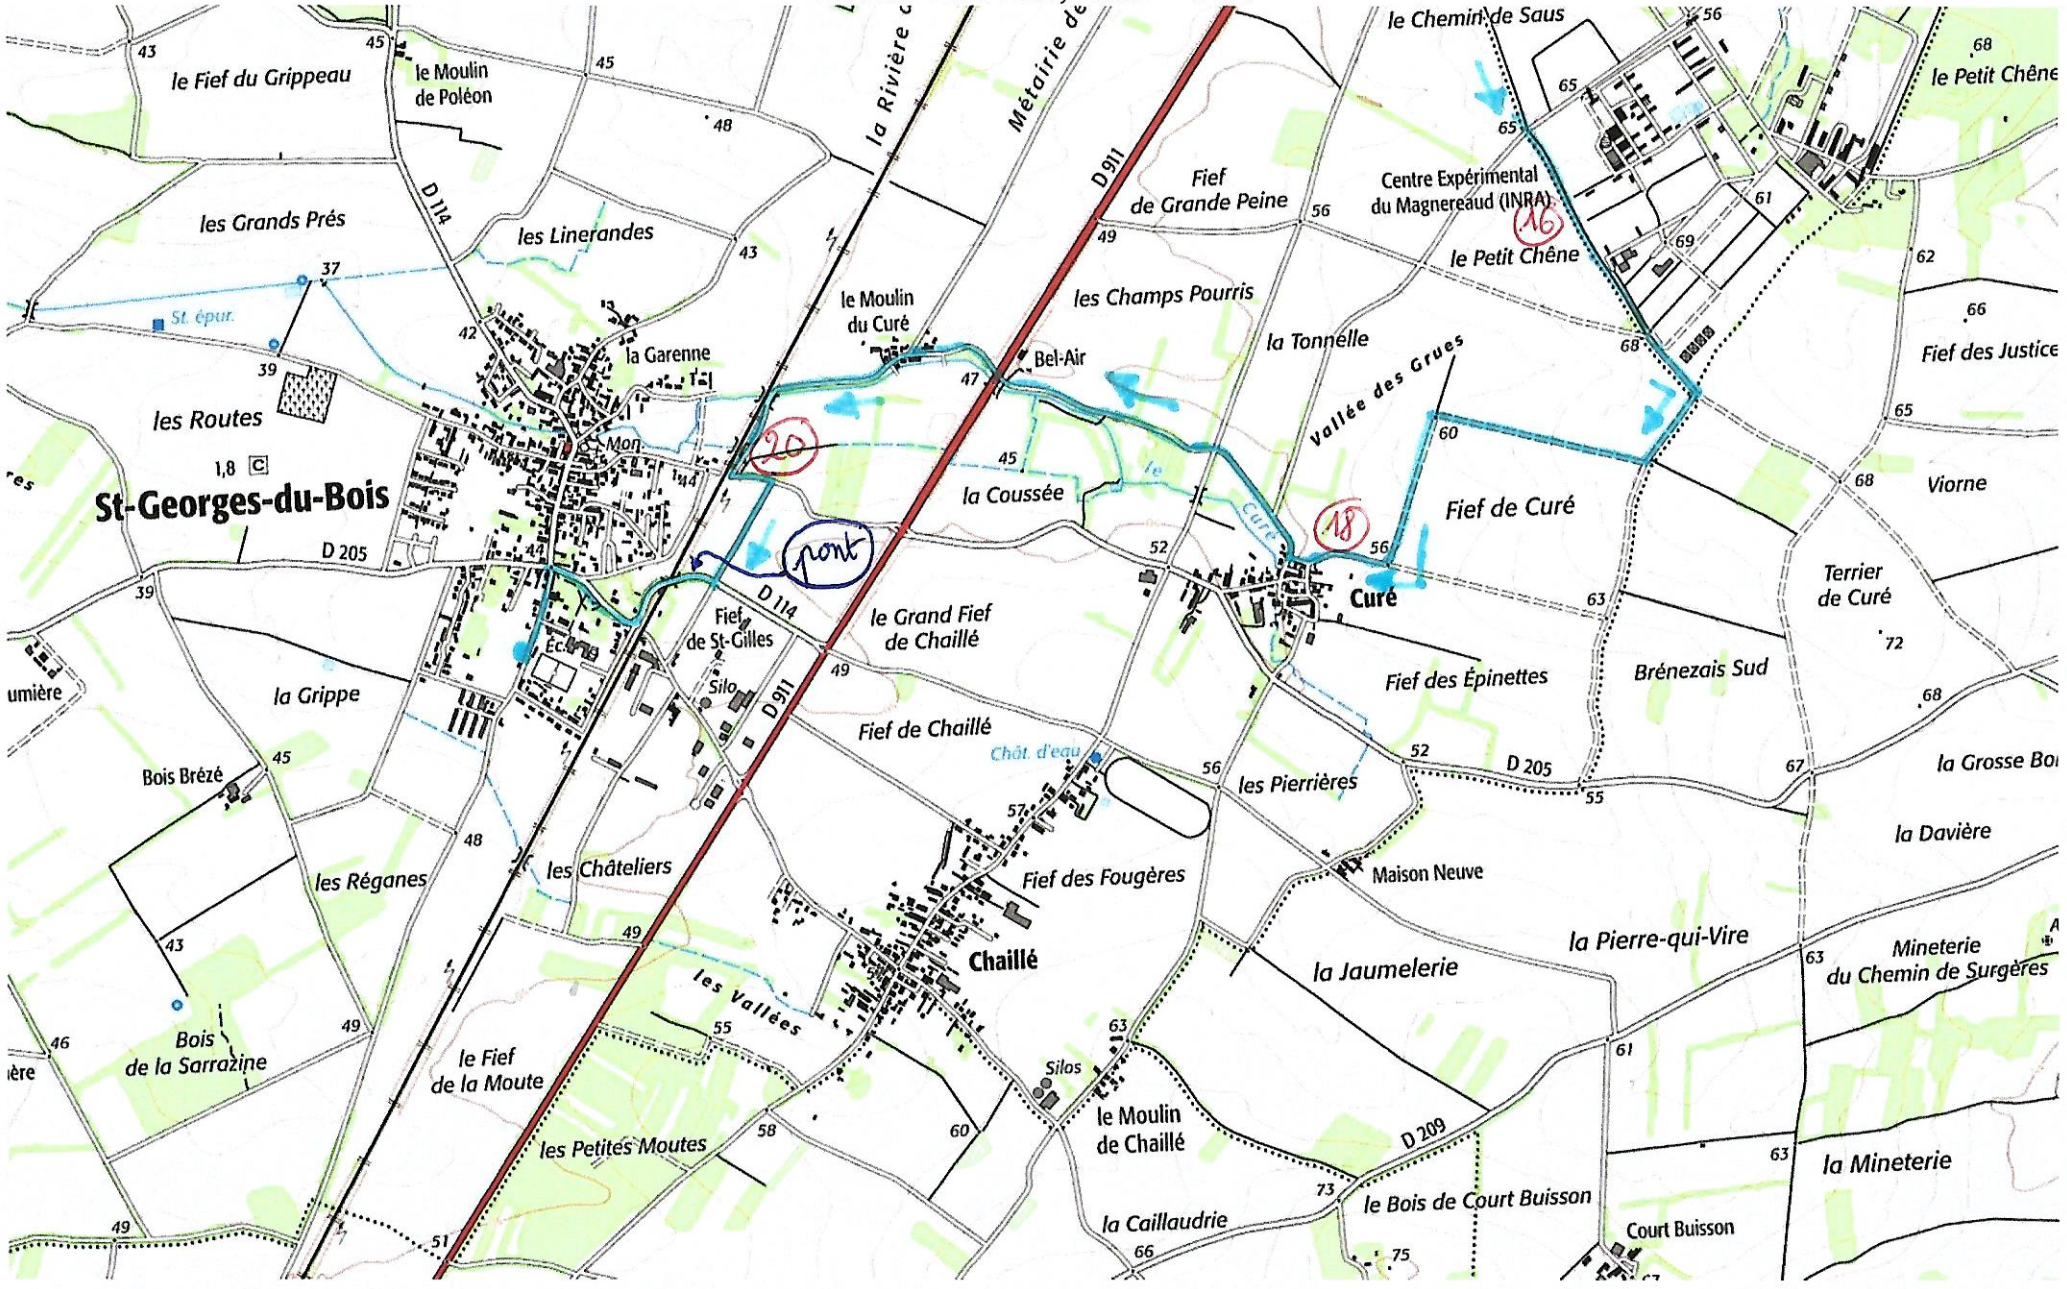 le Chemin de Saus
56
43
45
68
le Petit Chêne
le Fief du Grippeau
le Moulin
de Poléon
45
la Rivière
Métairie de
65
48
65
D 911
Centre Expérimental
du Magnereaud (INRA)
D 114
Fief
de Grande Peine
56
61
les Grands Prés
les Linerandes
43
49
16
69
le Petit Chêne
62
37
St. épur.
42
le Moulin
du Curé
les Champs Pourris
66
la Garenne
Bel-Air
la Tonnelle
Vallée des Grues
68
Fief des Justice
39
47
les Routes
Mon.
20
60
65
1,8 C
res
44
45
la Coussée
le
Curé
Fief de Curé
68
Viorne
St-Georges-du-Bois
18
D 205
44
pont
52
56
39
D 114
Curé
63
Terrier
de Curé
Fief
de St-Gilles
le Grand Fief
de Chaillé
72
umière
la Grippe
49
Fief des Épinettes
Brénezais Sud
68
Silo
D 911
Fief de Chaillé
Chât. d'eau
Bois Brézé
45
56
les Pierrières
52
D 205
67
la Grosse Bo
55
57
48
la Davière
les Réganes
les Châteliers
Fief des Fougères
Maison Neuve
43
49
les Vallées
Chaillé
la Jaumelerie
la Pierre-qui-Vire
63
Mineterie
du Chemin de Surgères
46
Bois
de la Sarrazine
49
le Fief
de la Moute
55
63
61
ière
Silos
les Petites Moutes
58
60
le Moulin
de Chaillé
D 209
63
la Mineterie
73
le Bois de Court Buisson
49
51
la Caillaudrie
66
75
Court Buisson